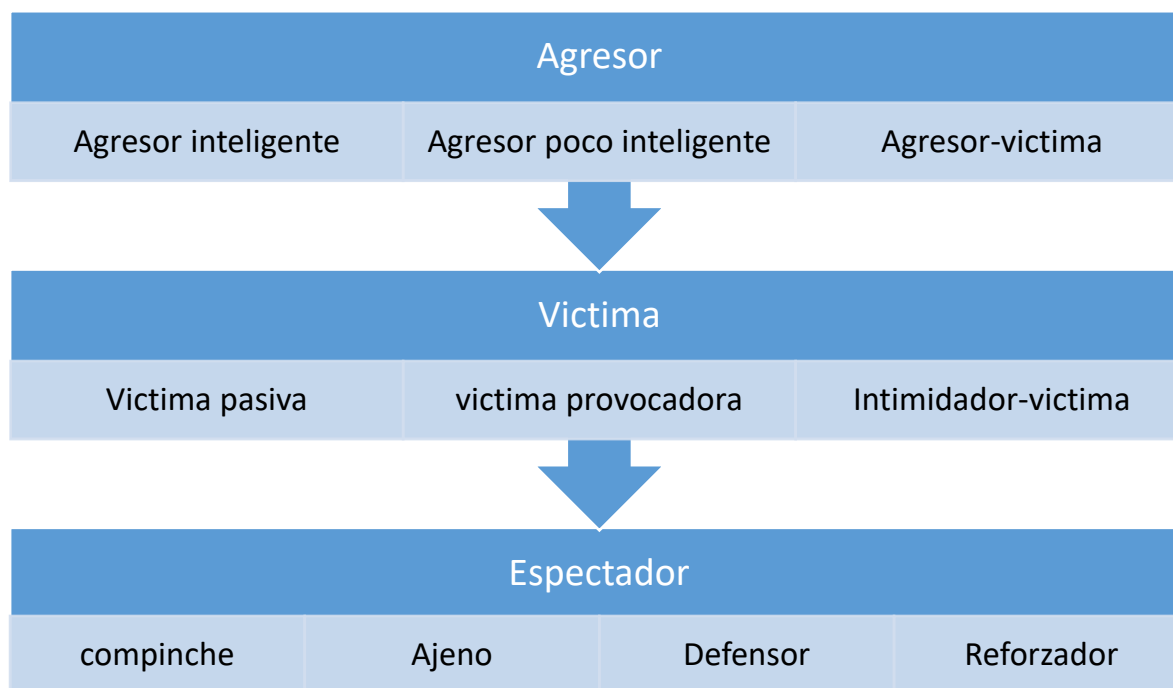 Agresor
Agresor inteligente Agresor poco inteligente Agresor-victima
Victima
Victima pasiva victima provocadora Intimidador-victima
Espectador
compinche Ajeno Defensor Reforzador